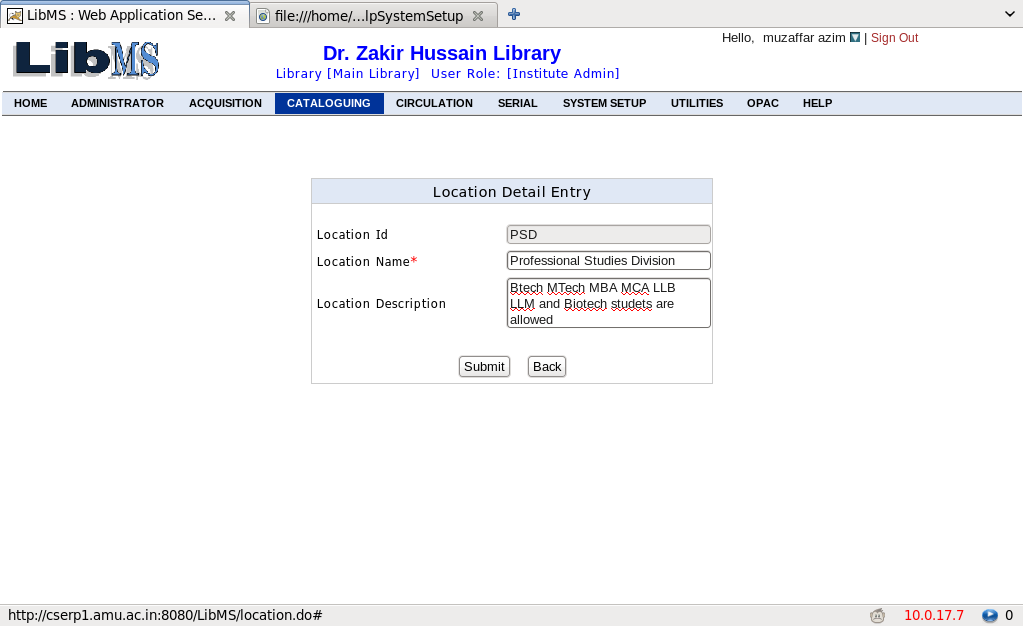 LibMS : Web Application Se...
file:///home/...lpSystemSetup
LibMS
Dr. Zakir Hussain Library
Library [Main Library] User Role: [Institute Admin]
Hello, muzaffar azim | Sign Out
HOME ADMINISTRATOR ACQUISITION CATALOGUING CIRCULATION SERIAL SYSTEM SETUP UTILITIES OPAC HELP
Location Detail Entry
Location Id PSD
Location Name* Professional Studies Division
Location Description
Btech MTech MBA MCA LLB
LLM and Biotech studets are
allowed
Submit Back
http://cserp1.amu.ac.in:8080/LibMS/location.do# 10.0.17.7 0